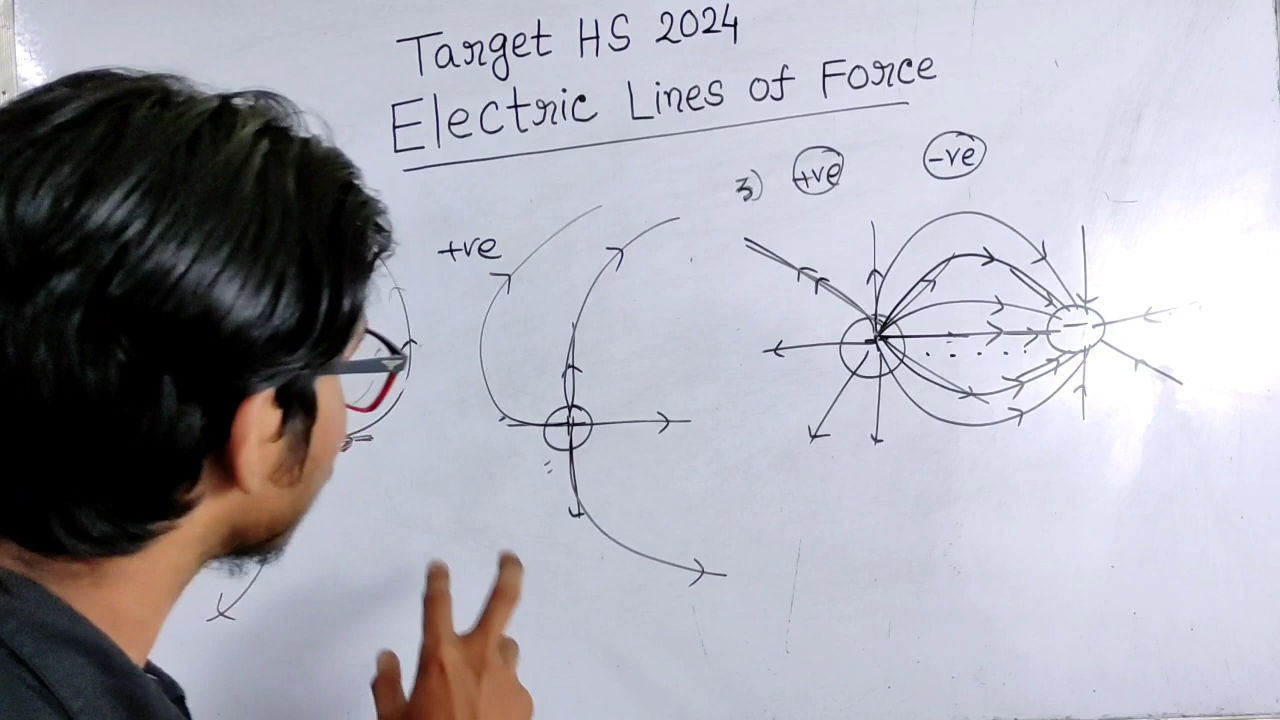 Target HS 2024
Electric Lines of Force
3) +ve -ve
+ve